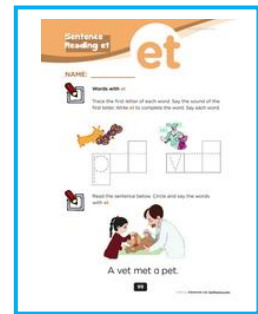 Sentence
Reading et
et
NAME:
Words with et
Trace the first letter of each word. Say the sound of the
first letter. Write et to complete the word. Say each word.
p
v
Read the sentence below. Circle and say the words
with et.
A vet met a pet.
99